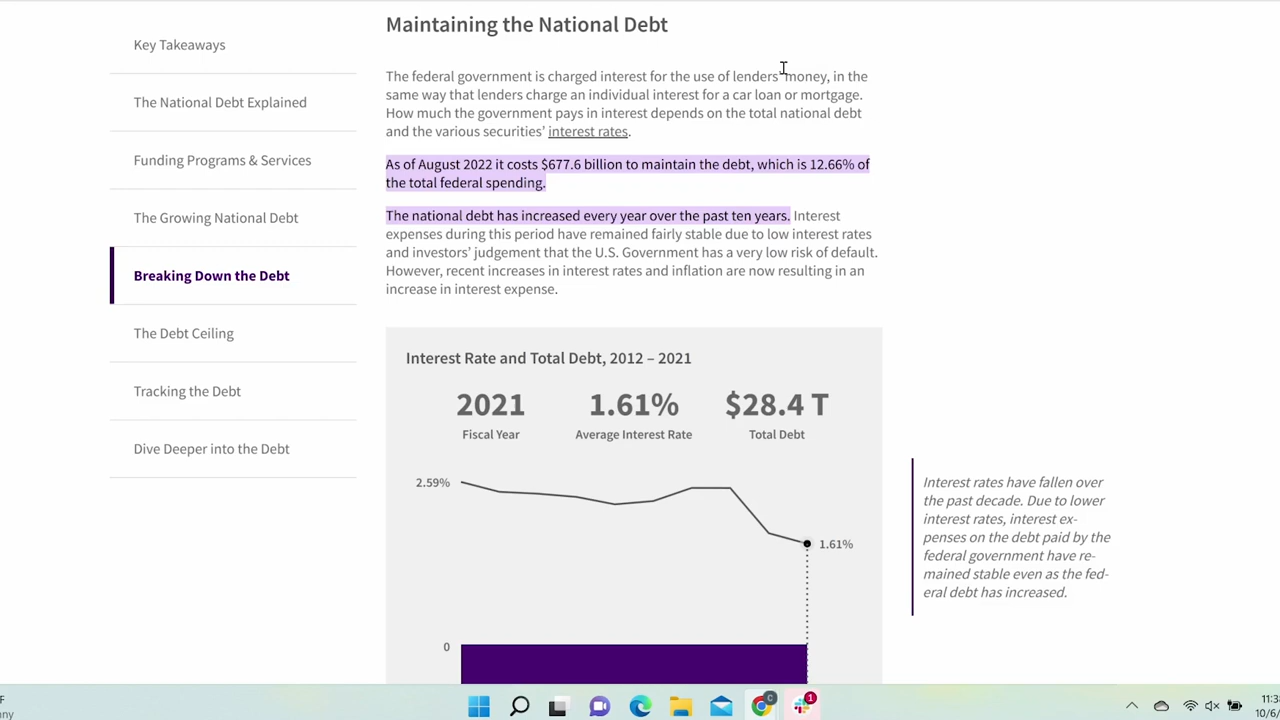 Maintaining the National Debt
Key Takeaways
The National Debt Explained
Funding Programs & Services
The Growing National Debt
Breaking Down the Debt
The Debt Ceiling
Tracking the Debt
Dive Deeper into the Debt
The federal government is charged interest for the use of lenders' money, in the
same way that lenders charge an individual interest for a car loan or mortgage.
How much the government pays in interest depends on the total national debt
and the various securities' interest rates.
As of August 2022 it costs $677.6 billion to maintain the debt, which is 12.66% of
the total federal spending.
The national debt has increased every year over the past ten years. Interest
expenses during this period have remained fairly stable due to low interest rates
and investors' judgement that the U.S. Government has a very low risk of default.
However, recent increases in interest rates and inflation are now resulting in an
increase in interest expense.
Interest Rate and Total Debt, 2012 – 2021
2021 1.61% $28.4 T
Fiscal Year Average Interest Rate Total Debt
2.59%
1.61%
0
Interest rates have fallen over
the past decade. Due to lower
interest rates, interest ex-
penses on the debt paid by the
federal government have re-
mained stable even as the fed-
eral debt has increased.
F
nny
C
1
11:3
10/6/